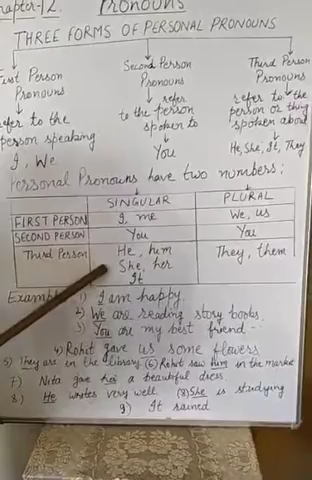 Chapter-12. Pronouns
THREE FORMS OF PERSONAL PRONOUNS
First Person Pronouns
refer to the person speaking
I, We
Second Person Pronouns
refer to the person spoken to
You
Third Person Pronouns
refer to the person or thing spoken about
He, She, It, They
Personal Pronouns have two numbers;
SINGULAR PLURAL
FIRST PERSON I, me We, us
SECOND PERSON You You
Third Person He, him They, them
She, her
It
Example 1) I am happy.
2) We are reading story books.
3) You are my best friend
4) Rohit gave us some flowers
5) They are in the library (6) Rohit saw him in the market
7) Nita gave her a beautiful dress.
8) He writes very well (8) She is studying
9) It rained